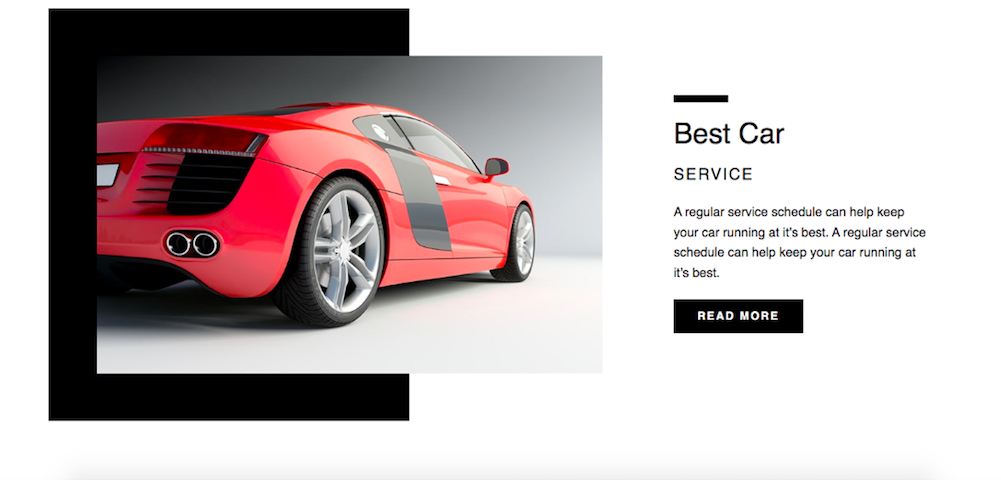 Best Car
SERVICE
A regular service schedule can help keep
your car running at it's best. A regular service
schedule can help keep your car running at
it's best.
READ MORE